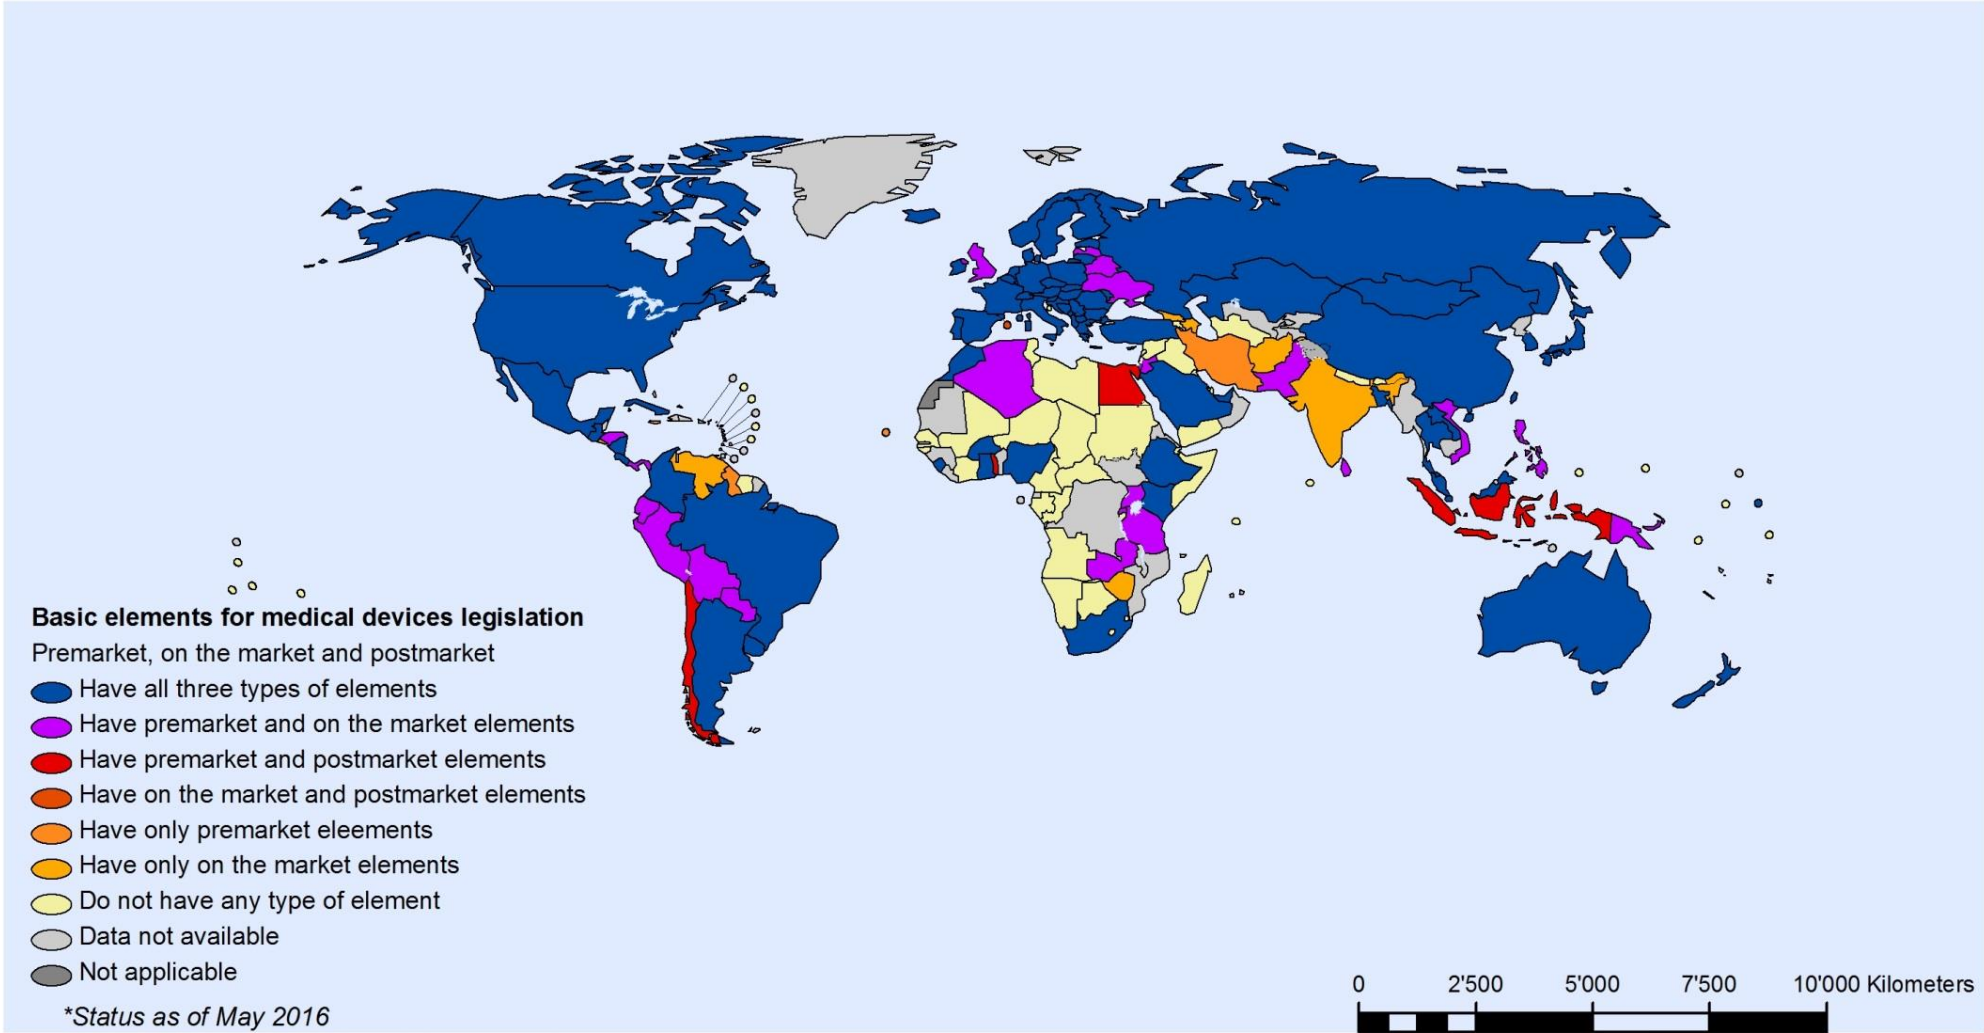 Basic elements for medical devices legislation
Premarket, on the market and postmarket
Have all three types of elements
Have premarket and on the market elements
Have premarket and postmarket elements
Have on the market and postmarket elements
Have only premarket eleements
Have only on the market elements
Do not have any type of element
Data not available
Not applicable
*Status as of May 2016
0 2'500 5'000 7'500 10'000 Kilometers